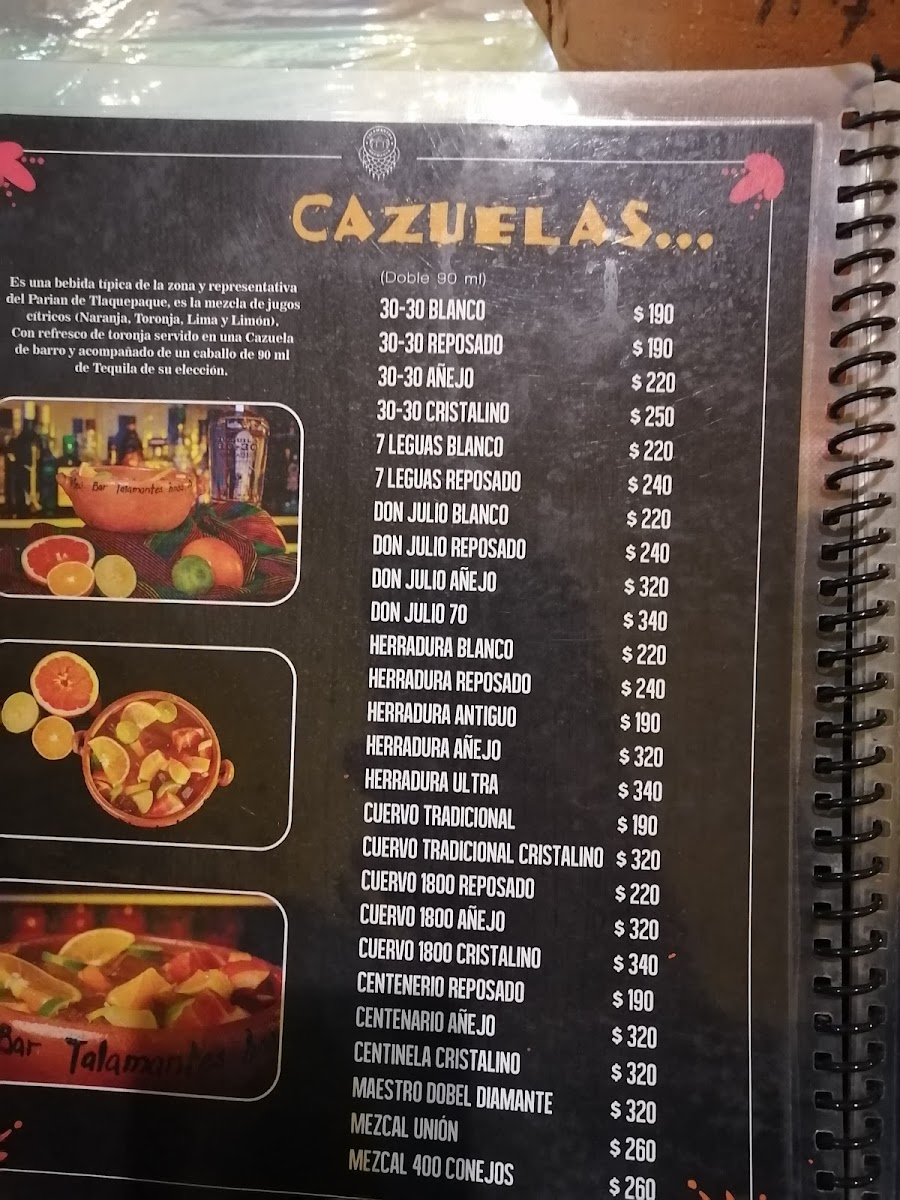 CAZUELAS...
Es una bebida típica de la zona y representativa
del Parian de Tlaquepaque, es la mezcla de jugos
cítricos (Naranja, Toronja, Lima y Limón).
Con refresco de toronja servido en una Cazuela
de barro y acompañado de un caballo de 90 ml
de Tequila de su elección.
Bar Talamantes
Bar Talamantes
(Doble 90 ml)
30-30 BLANCO $ 190
30-30 REPOSADO $ 190
30-30 AÑEJO $ 220
30-30 CRISTALINO $ 250
7 LEGUAS BLANCO $ 220
7 LEGUAS REPOSADO $ 240
DON JULIO BLANCO $ 220
DON JULIO REPOSADO $ 240
DON JULIO AÑEJO $ 320
DON JULIO 70 $ 340
HERRADURA BLANCO $ 220
HERRADURA REPOSADO $ 240
HERRADURA ANTIGUO $ 190
HERRADURA AÑEJO $ 320
HERRADURA ULTRA $ 340
CUERVO TRADICIONAL $ 190
CUERVO TRADICIONAL CRISTALINO $ 320
CUERVO 1800 REPOSADO $ 220
CUERVO 1800 AÑEJO $ 320
CUERVO 1800 CRISTALINO $ 340
CENTENERIO REPOSADO $ 190
CENTENARIO AÑEJO $ 320
CENTINELA CRISTALINO $ 320
MAESTRO DOBEL DIAMANTE $ 320
MEZCAL UNIÓN $ 260
MEZCAL 400 CONEJOS $ 260